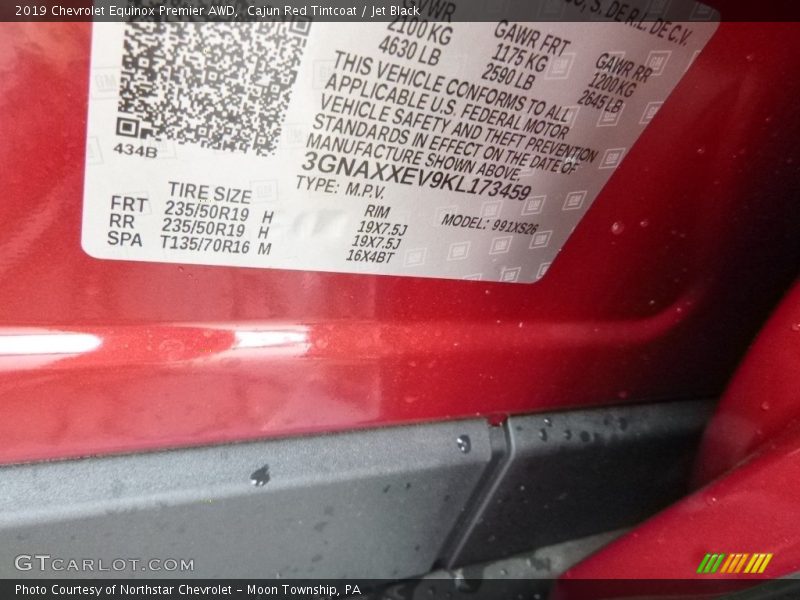 2019 Chevrolet Equinox Premier AWD, Cajun Red Tintcoat / Jet Black
S. DE R.L. DE C.V.
GAWR FRT GAWR RR
2100 KG 1175 KG 1200 KG
4630 LB 2590 LB 2645 LB
THIS VEHICLE CONFORMS TO ALL
APPLICABLE U.S. FEDERAL MOTOR
VEHICLE SAFETY AND THEFT PREVENTION
STANDARDS IN EFFECT ON THE DATE OF
MANUFACTURE SHOWN ABOVE.
434B
3GNAXXEV9KL173459
TYPE: M.P.V.
MODEL: 991XS26
TIRE SIZE RIM
FRT 235/50R19 H 19X7.5J
RR 235/50R19 H 19X7.5J
SPA T135/70R16 M 16X4BT
GTCARLOT.COM
Photo Courtesy of Northstar Chevrolet - Moon Township, PA